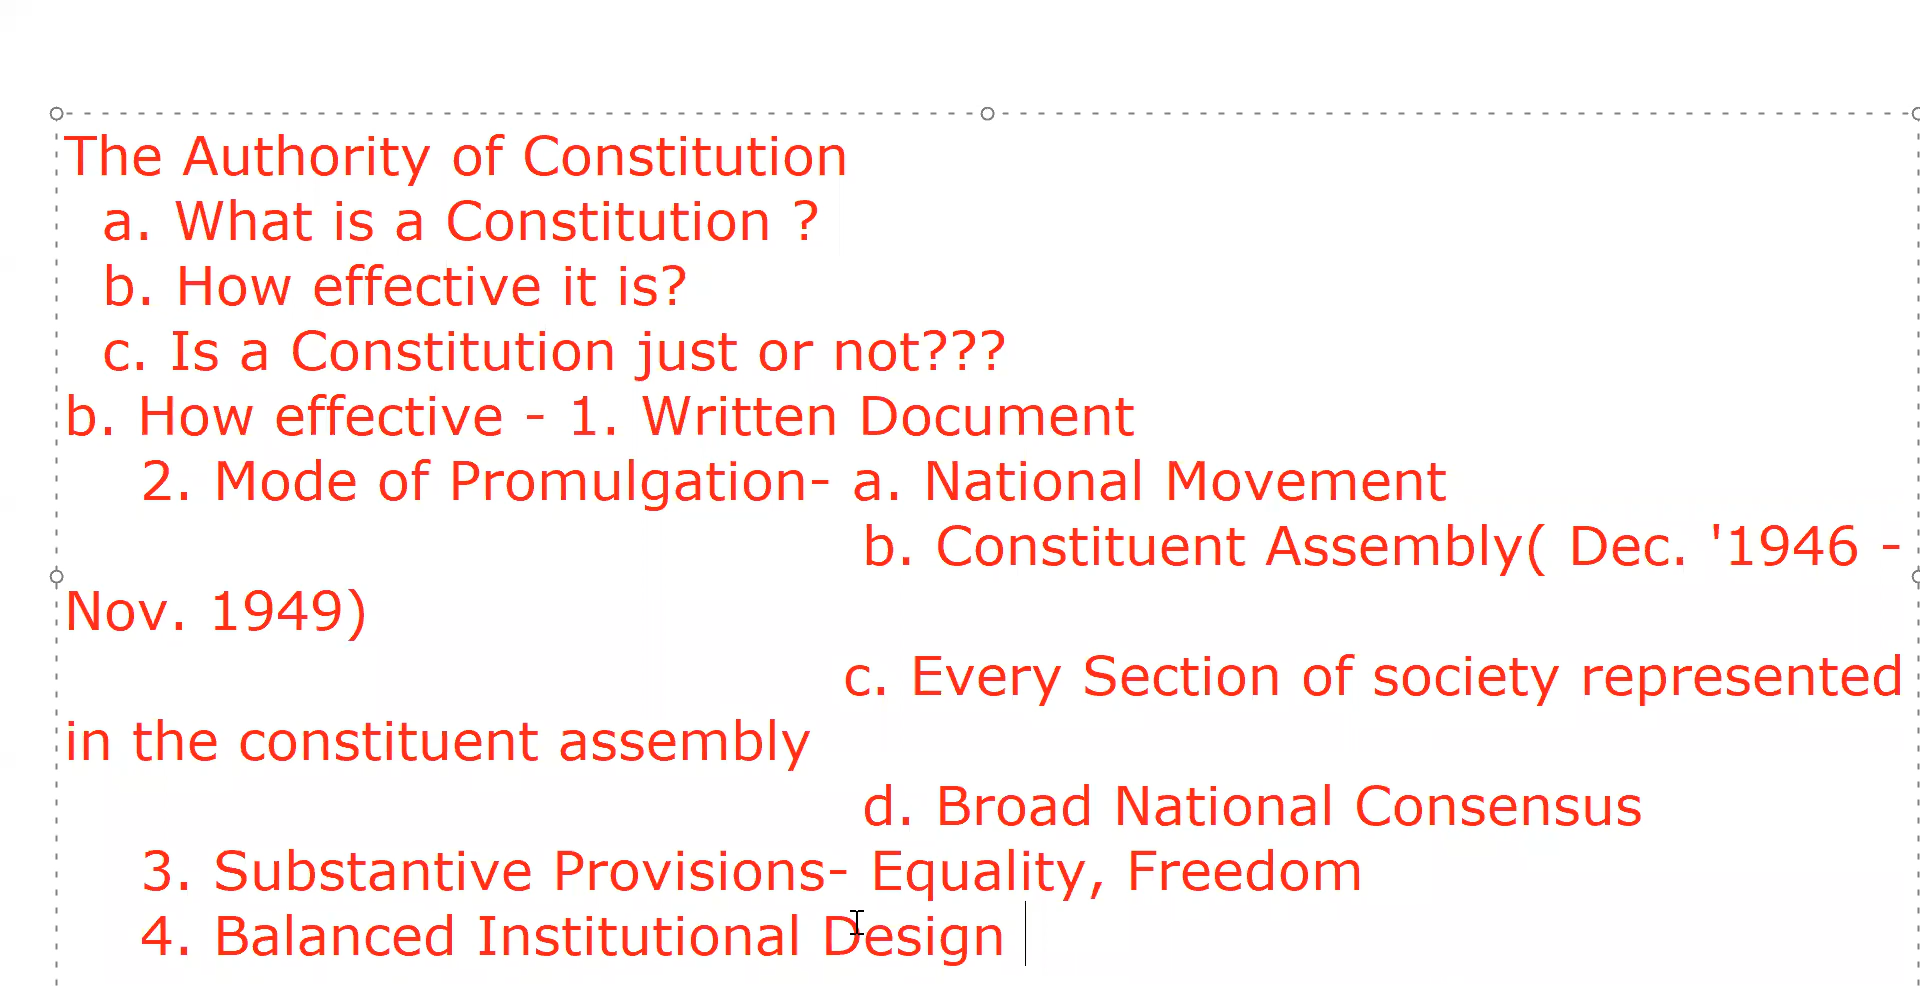 The Authority of Constitution
a. What is a Constitution ?
b. How effective it is?
c. Is a Constitution just or not???
b. How effective - 1. Written Document
2. Mode of Promulgation- a. National Movement
b. Constituent Assembly( Dec. '1946 -
Nov. 1949)
c. Every Section of society represented
in the constituent assembly
d. Broad National Consensus
3. Substantive Provisions- Equality, Freedom
4. Balanced Institutional Design